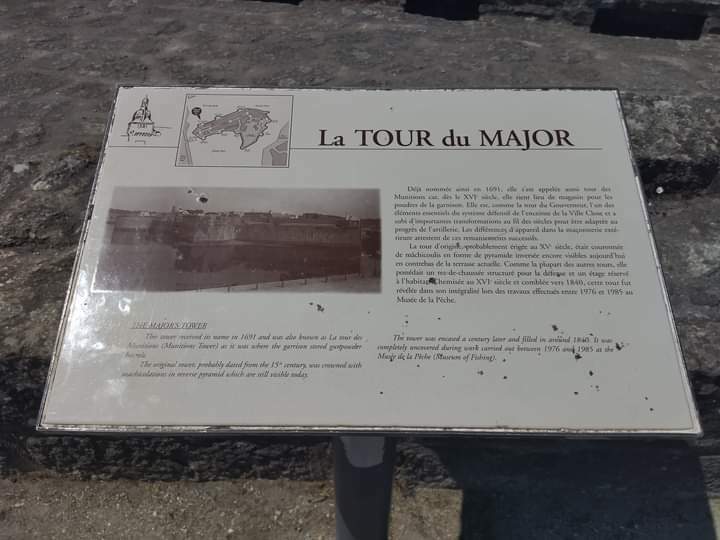 La TOUR du MAJOR
Déjà nommée ainsi en 1691, elle s'est appelée aussi tour des
Munitions car, dès le XVIe siècle, elle tient lieu de magasin pour les
poudres de la garnison. Elle est, comme la tour du Gouverneur, l'un des
éléments essentiels du système défensif de l'enceinte de la Ville Close et a
subi d'importantes transformations au fil des siècles pour être adaptée au
progrès de l'artillerie. Les différences d'appareil dans la maçonnerie exté-
rieure attestent de ces remaniements successifs.
La tour d'origine, probablement érigée au XVe siècle, était couronnée
de mâchicoulis en forme de pyramide inversée encore visibles aujourd'hui
en contrebas de la terrasse actuelle. Comme la plupart des autres tours, elle
possédait un rez-de-chaussée structuré pour la défense et un étage réservé
à l'habitat. Chemisée au XVIe siècle et comblée vers 1840, cette tour fut
révélée dans son intégralité lors des travaux effectués entre 1976 et 1985 au
Musée de la Pêche.
THE MAJOR'S TOWER
This tower received its name in 1691 and was also known as La tour des
Munitions (Munitions Tower) as it was where the garrison stored gunpowder
barrels.
The original tower, probably dated from the 15th century, was crowned with
machicolations in reverse pyramid which are still visible today.
The tower was encased a century later and filled in around 1840. It was
completely uncovered during work carried out between 1976 and 1985 at the
Musée de la Pêche (Museum of Fishing).